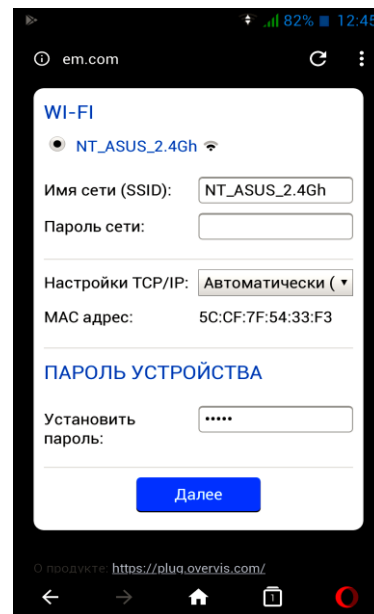 82% 12:45
em.com
WI-FI
NT_ASUS_2.4Gh
Имя сети (SSID): NT_ASUS_2.4Gh
Пароль сети:
Настройки TCP/IP: Автоматически (
MAC адрес: 5C:CF:7F:54:33:F3
ПАРОЛЬ УСТРОЙСТВА
Установить
пароль: •••••
Далее
О продукте: https://plug.overvis.com/
1